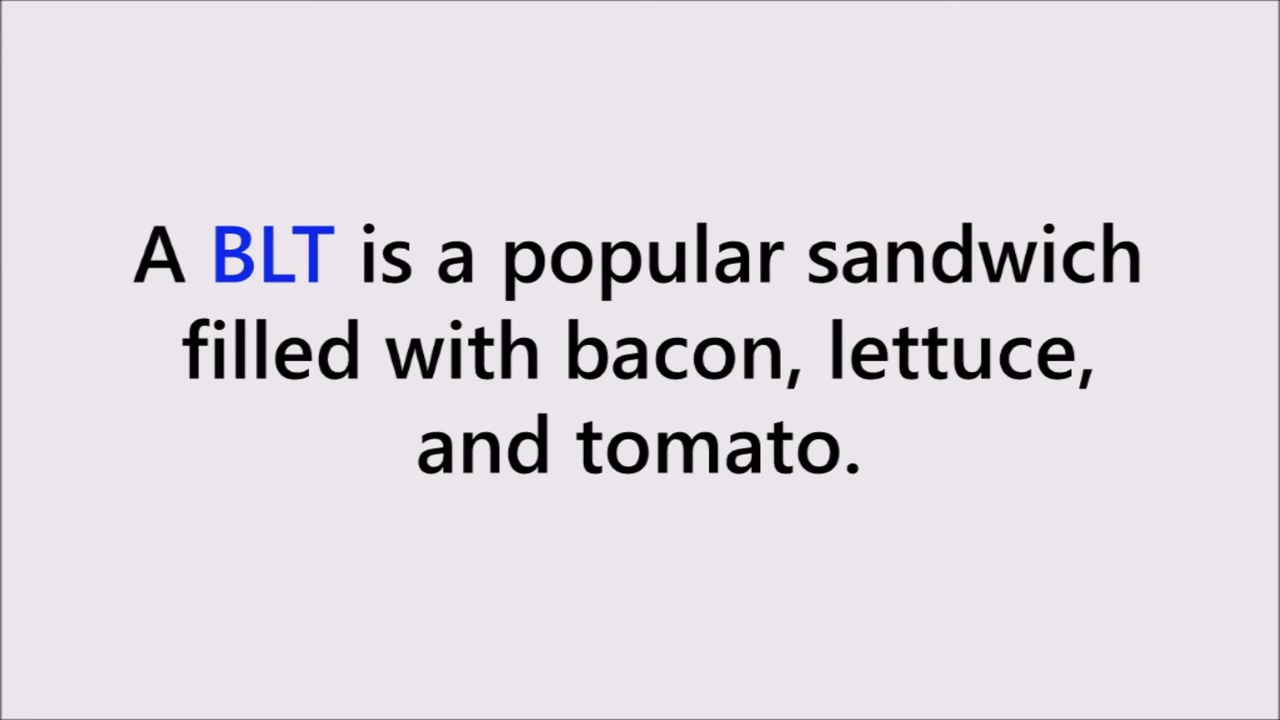 A BLT is a popular sandwich
filled with bacon, lettuce,
and tomato.